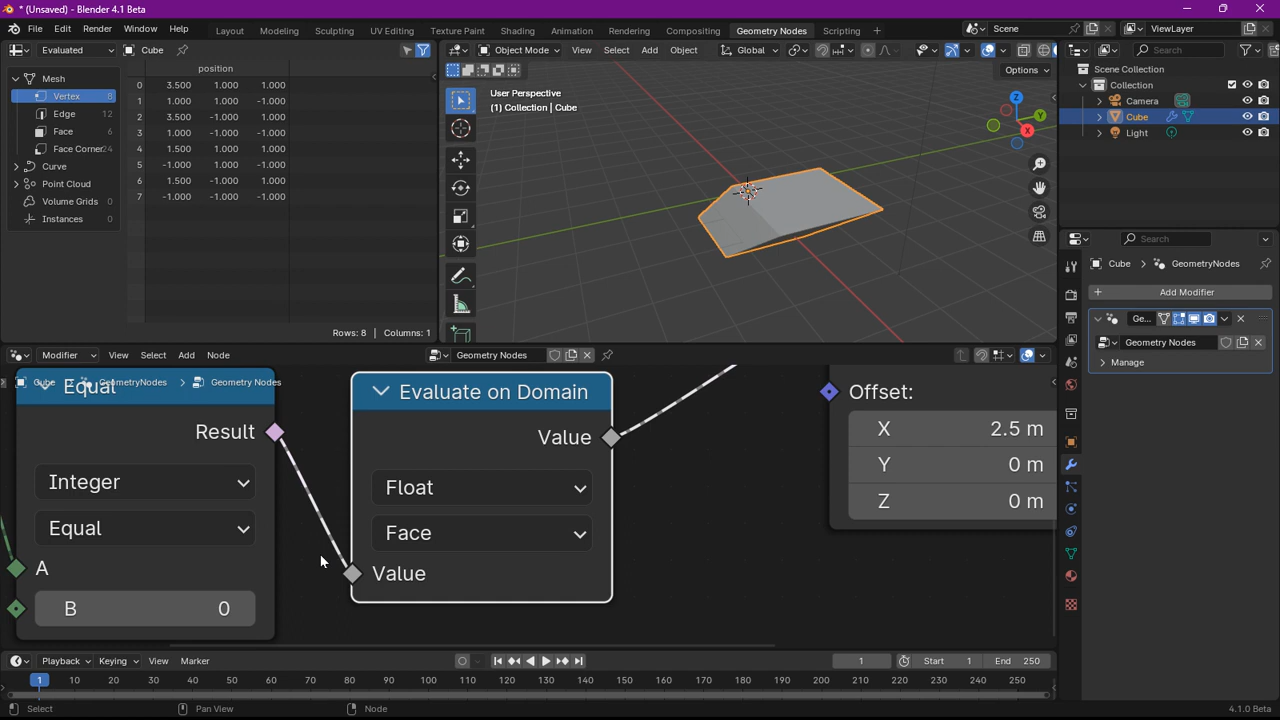 * (Unsaved) - Blender 4.1 Beta
File Edit Render Window Help Layout Modeling Sculpting UV Editing Texture Paint Shading Animation Rendering Compositing Geometry Nodes Scripting + Scene ViewLayer
Evaluated Cube
Object Mode View Select Add Object Global
Search
Mesh
Vertex 8
Edge 12
Face 6
Face Corner 24
Curve
Point Cloud
Volume Grids 0
Instances 0
position
0 3.500 1.000 1.000
1 1.000 1.000 -1.000
2 3.500 -1.000 1.000
3 1.000 -1.000 -1.000
4 1.500 1.000 1.000
5 -1.000 1.000 -1.000
6 1.500 -1.000 1.000
7 -1.000 -1.000 -1.000
Rows: 8 | Columns: 1
Options
User Perspective
(1) Collection | Cube
Z
Y
X
Scene Collection
Collection
Camera
Cube
Light
Search
Cube GeometryNodes
+ Add Modifier
Ge...
Geometry Nodes
Manage
Modifier View Select Add Node Geometry Nodes
Cube GeometryNodes Geometry Nodes
Equal
Result
Integer
Equal
A
B 0
Evaluate on Domain
Value
Float
Face
Value
Offset:
X 2.5 m
Y 0 m
Z 0 m
Playback Keying View Marker 1 Start 1 End 250
1 10 20 30 40 50 60 70 80 90 100 110 120 130 140 150 160 170 180 190 200 210 220 230 240 250
Select Pan View Node 4.1.0 Beta